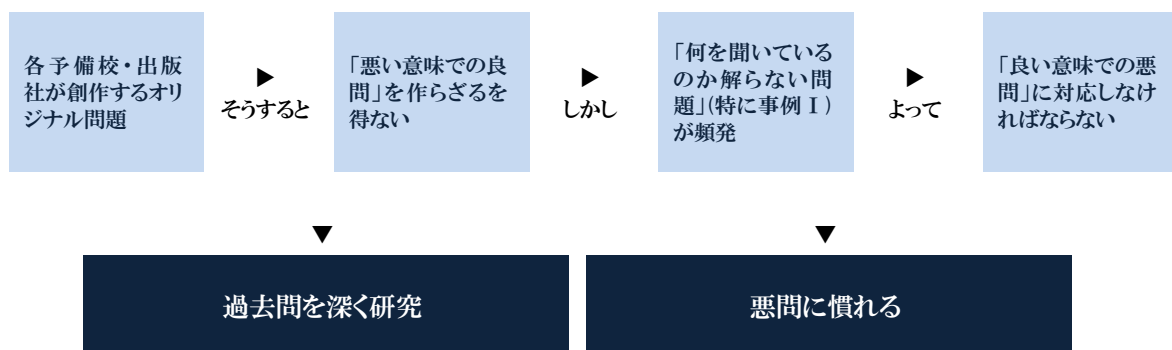 各予備校・出版
社が創作するオリ
ジナル問題
▶
そうすると
「悪い意味での良
問」を作らざるを
得ない
▶
しかし
「何を聞いている
のか解らない問
題」(特に事例Ⅰ)
が頻発
▶
よって
「良い意味での悪
問」に対応しなけ
ればならない
▼
▼
過去問を深く研究
悪問に慣れる